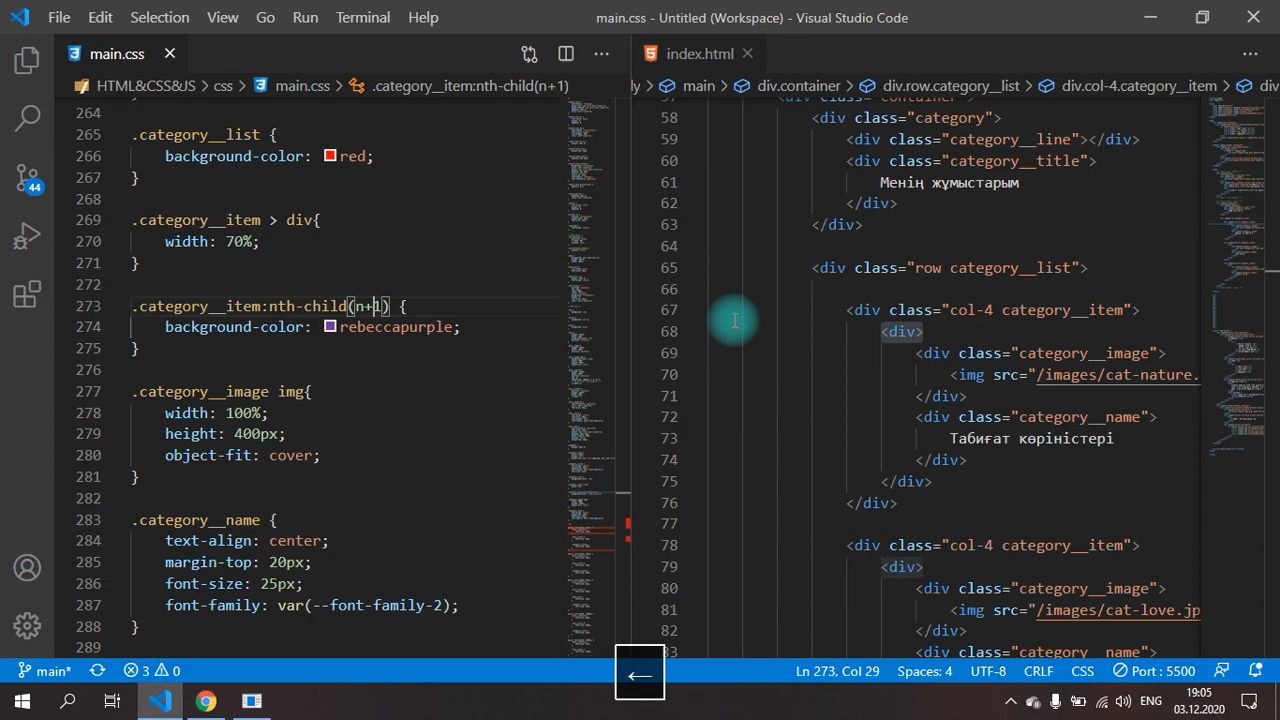 File Edit Selection View Go Run Terminal Help main.css - Untitled (Workspace) - Visual Studio Code
main.css
index.html
HTML&CSS&JS > css > main.css > .category__item:nth-child(n+1)
main > div.container > div.row.category__list > div.col-4.category__item >
264
265 .category__list {
266 background-color: red;
267 }
268
269 .category__item > div{
270 width: 70%;
271 }
272
273 .category__item:nth-child(n+1) {
274 background-color: rebeccapurple;
275 }
276
277 .category__image img{
278 width: 100%;
279 height: 400px;
280 object-fit: cover;
281 }
282
283 .category__name {
284 text-align: center;
285 margin-top: 20px;
286 font-size: 25px;
287 font-family: var(--font-family-2);
288 }
289
58 <div class="category">
59 <div class="category__line"></div>
60 <div class="category__title">
61 Менің жұмыстарым
62 </div>
63 </div>
64
65 <div class="row category__list">
66
67 <div class="col-4 category__item">
68 <div>
69 <div class="category__image">
70 <img src="/images/cat-nature.
71 </div>
72 <div class="category__name">
73 Табиғат көріністері
74 </div>
75 </div>
76 </div>
77
78 <div class="col-4 category__item">
79 <div>
80 <div class="category__image">
81 <img src="/images/cat-love.jp
82 </div>
83 <div class="category__name">
44
←
main* 3 0 Ln 273, Col 29 Spaces: 4 UTF-8 CRLF CSS Port : 5500
ENG 19:05
03.12.2020